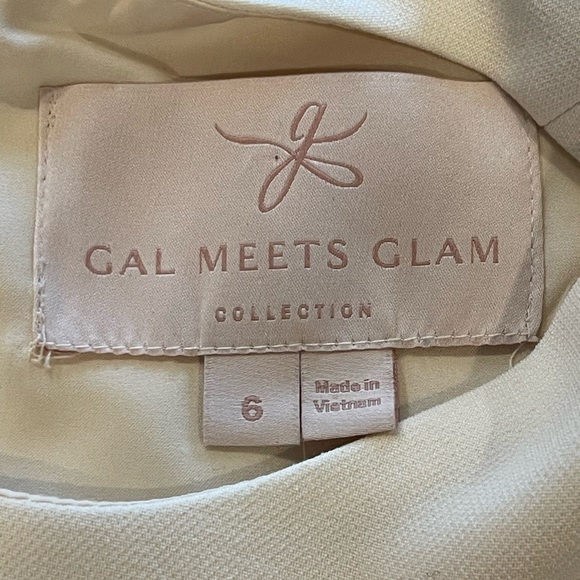 g
GAL MEETS GLAM
COLLECTION
6
Made in
Vietnam